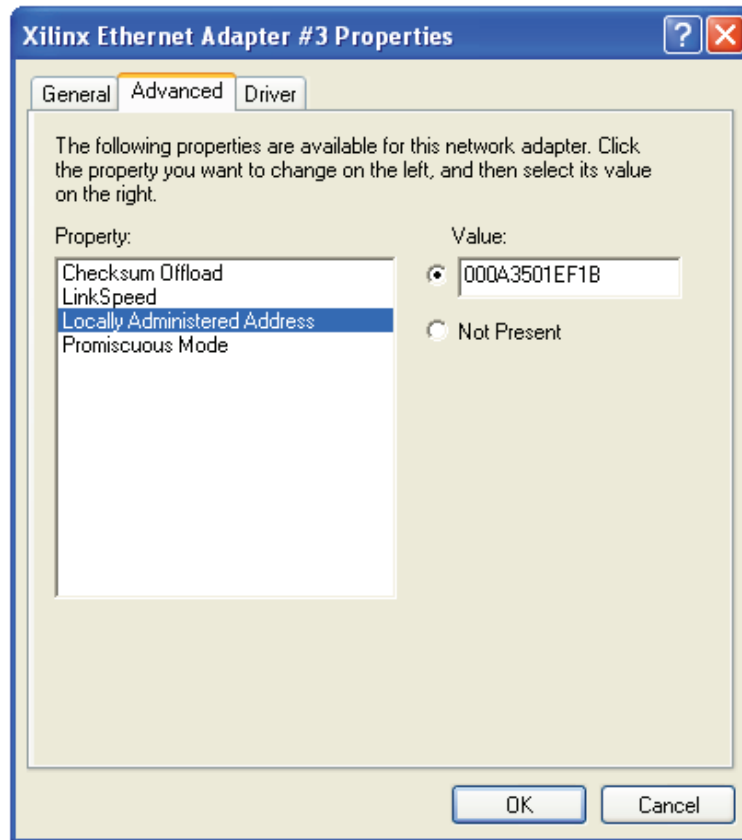 Xilinx Ethernet Adapter #3 Properties
General Advanced Driver
The following properties are available for this network adapter. Click
the property you want to change on the left, and then select its value
on the right.
Property:
Value:
Checksum Offload
LinkSpeed
Locally Administered Address
Promiscuous Mode
000A3501EF1B
Not Present
OK Cancel